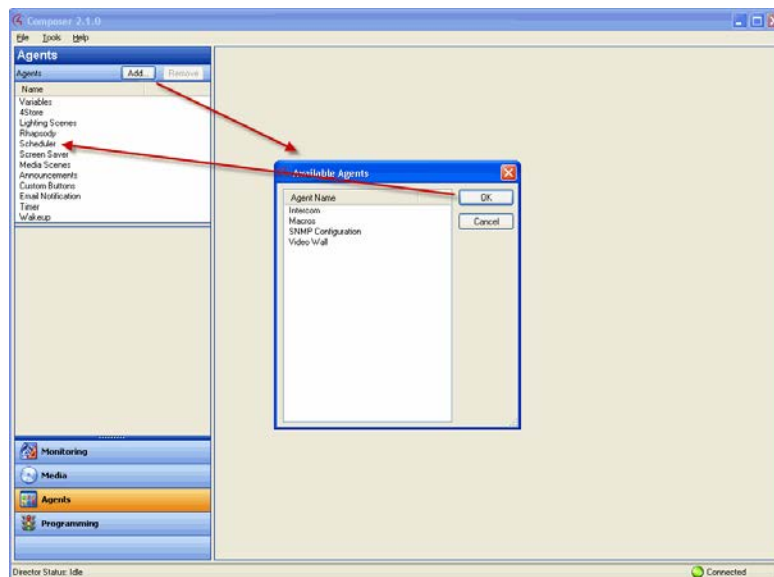 Composer 2.1.0
File Tools Help
Agents
Agents Add... Remove
Name
Variables
4Store
Lighting Scenes
Rhapsody
Scheduler
Screen Saver
Media Scenes
Announcements
Custom Buttons
Email Notification
Timer
Wakeup
Available Agents
Agent Name
Intercom
Macros
SNMP Configuration
Video Wall
OK
Cancel
Monitoring
Media
Agents
Programming
Director Status: Idle
Connected